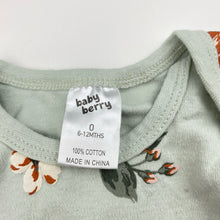 baby
berry
0
6-12MTHS
100% COTTON
MADE IN CHINA